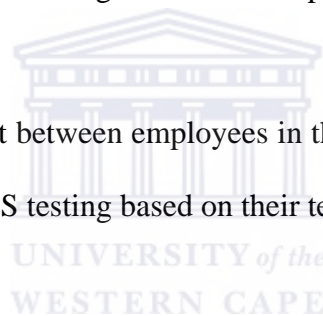 t between employees in th
S testing based on their te
UNIVERSITY of the
WESTERN CAPE